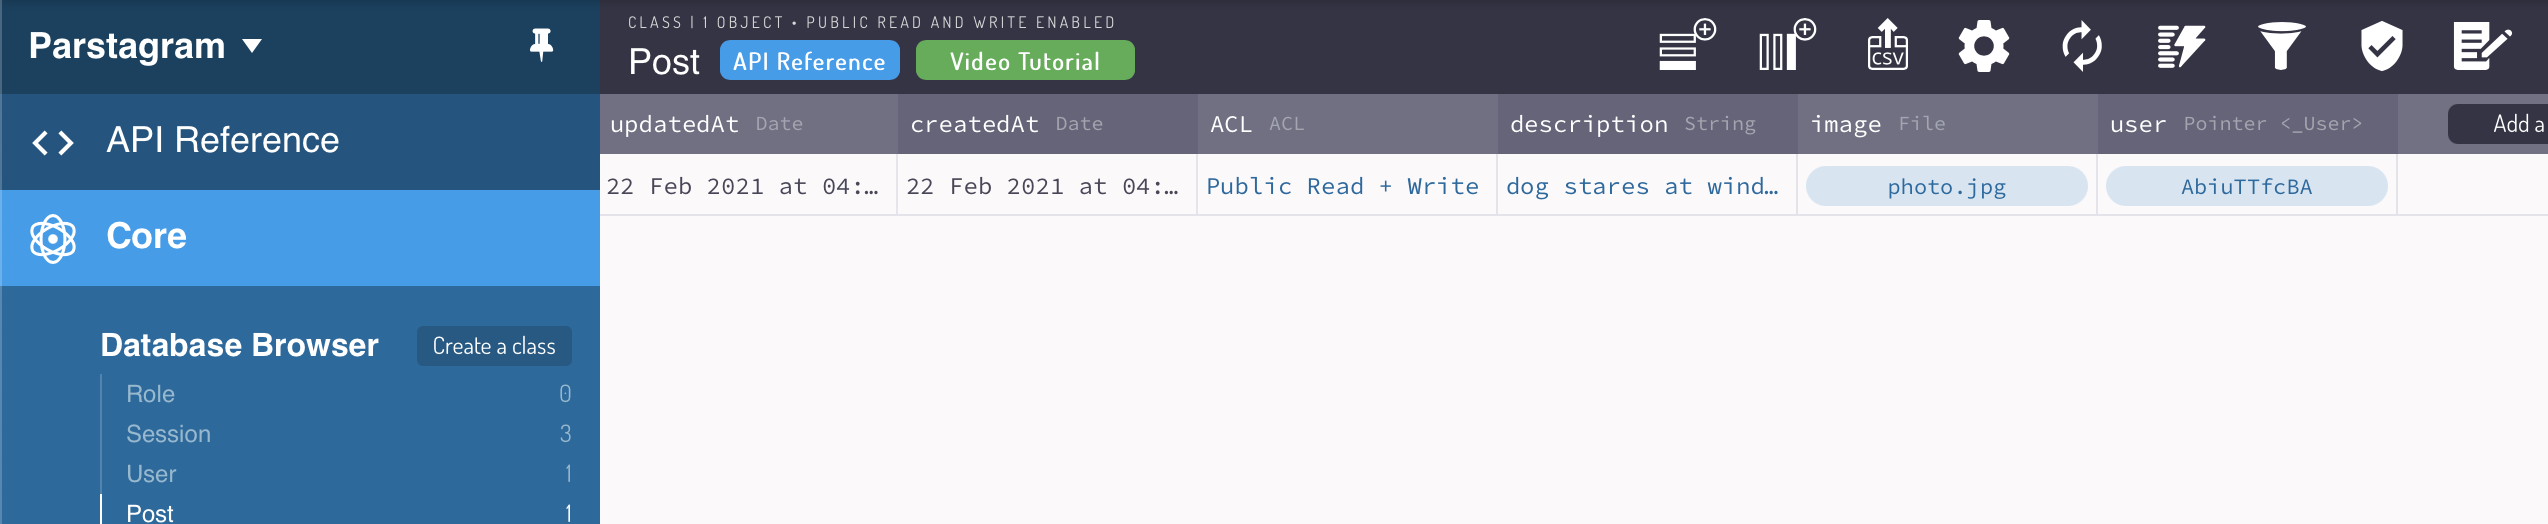 Parstagram
API Reference
Core
Database Browser
Create a class
Role 0
Session 3
User 1
Post 1
CLASS | 1 OBJECT • PUBLIC READ AND WRITE ENABLED
Post API Reference Video Tutorial
CSV
updatedAt Date createdAt Date ACL ACL description String image File user Pointer <_User> Add a
22 Feb 2021 at 04:… 22 Feb 2021 at 04:… Public Read + Write dog stares at wind… photo.jpg AbiuTTfcBA